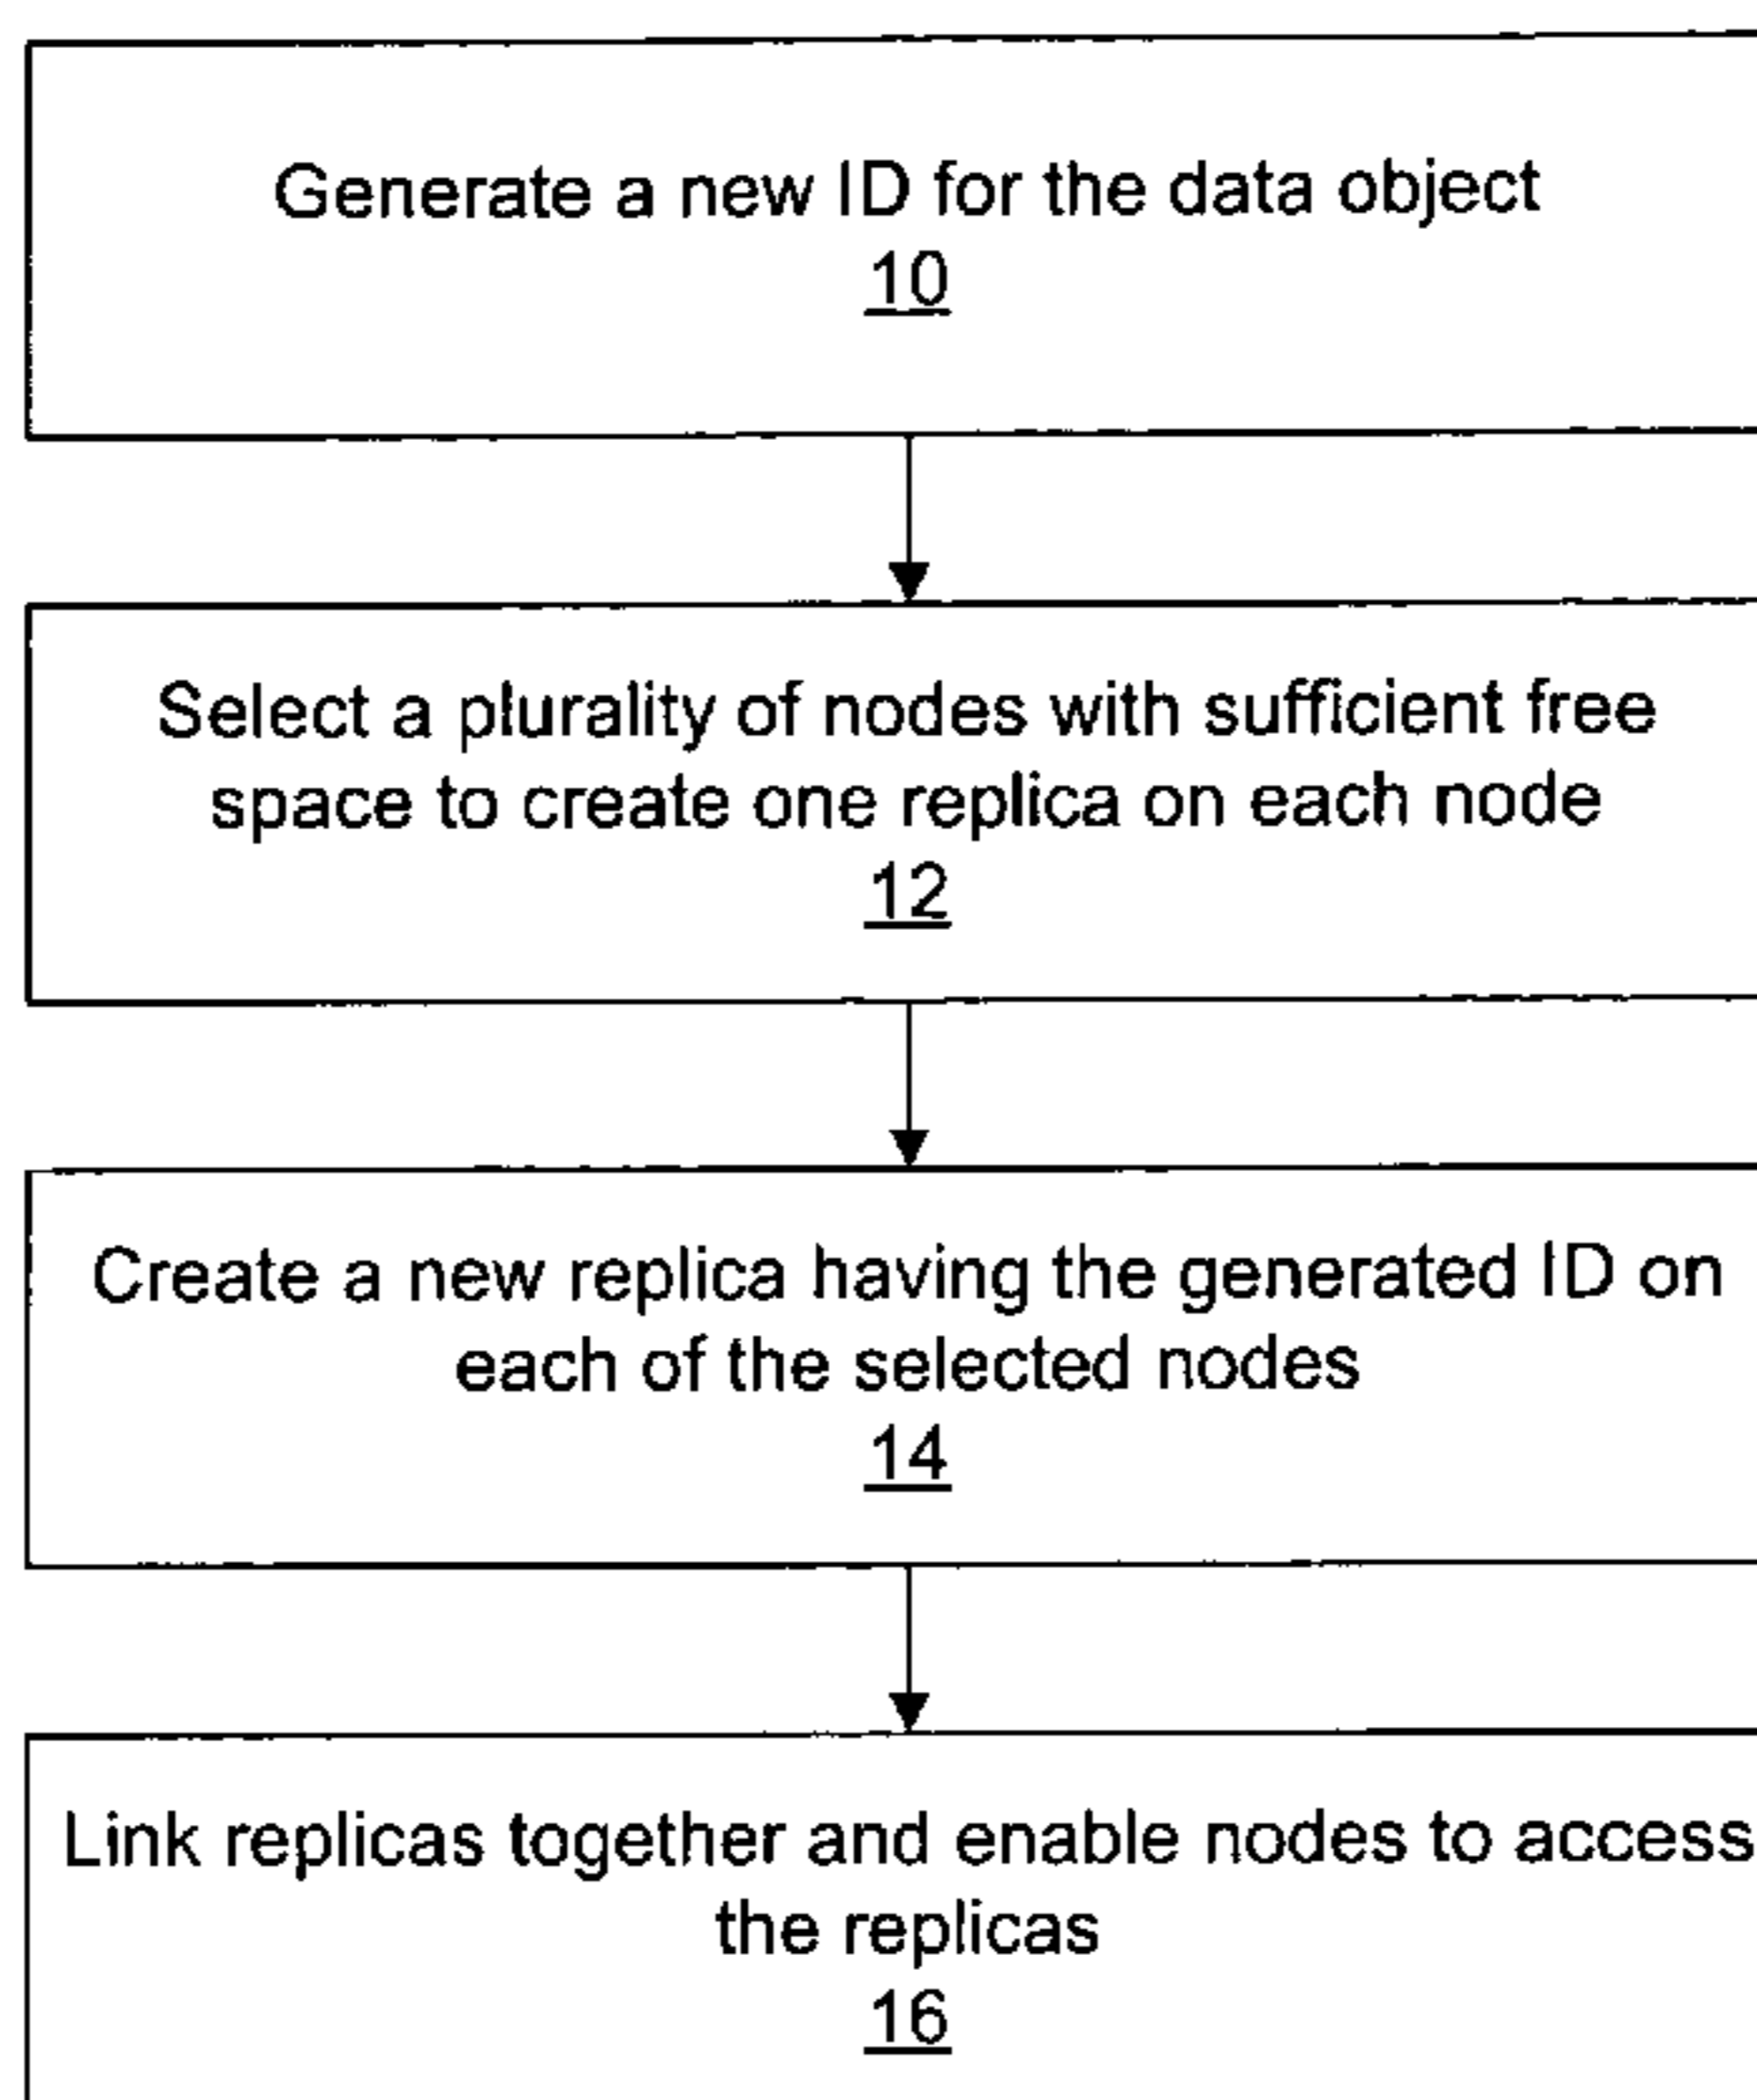 Generate a new ID for the data object
10
Select a plurality of nodes with sufficient free
space to create one replica on each node
12
Create a new replica having the generated ID on
each of the selected nodes
14
Link replicas together and enable nodes to access
the replicas
16